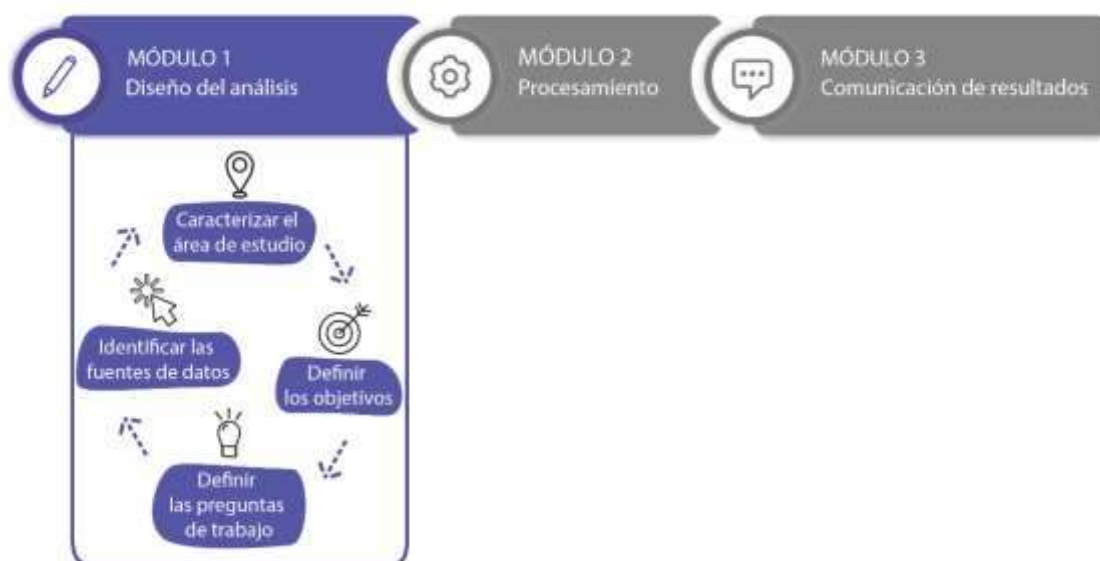 MÓDULO 1
Diseño del análisis
MÓDULO 2
Procesamiento
MÓDULO 3
Comunicación de resultados
Caracterizar el
área de estudio
Definir
los objetivos
Definir
las preguntas
de trabajo
Identificar las
fuentes de datos